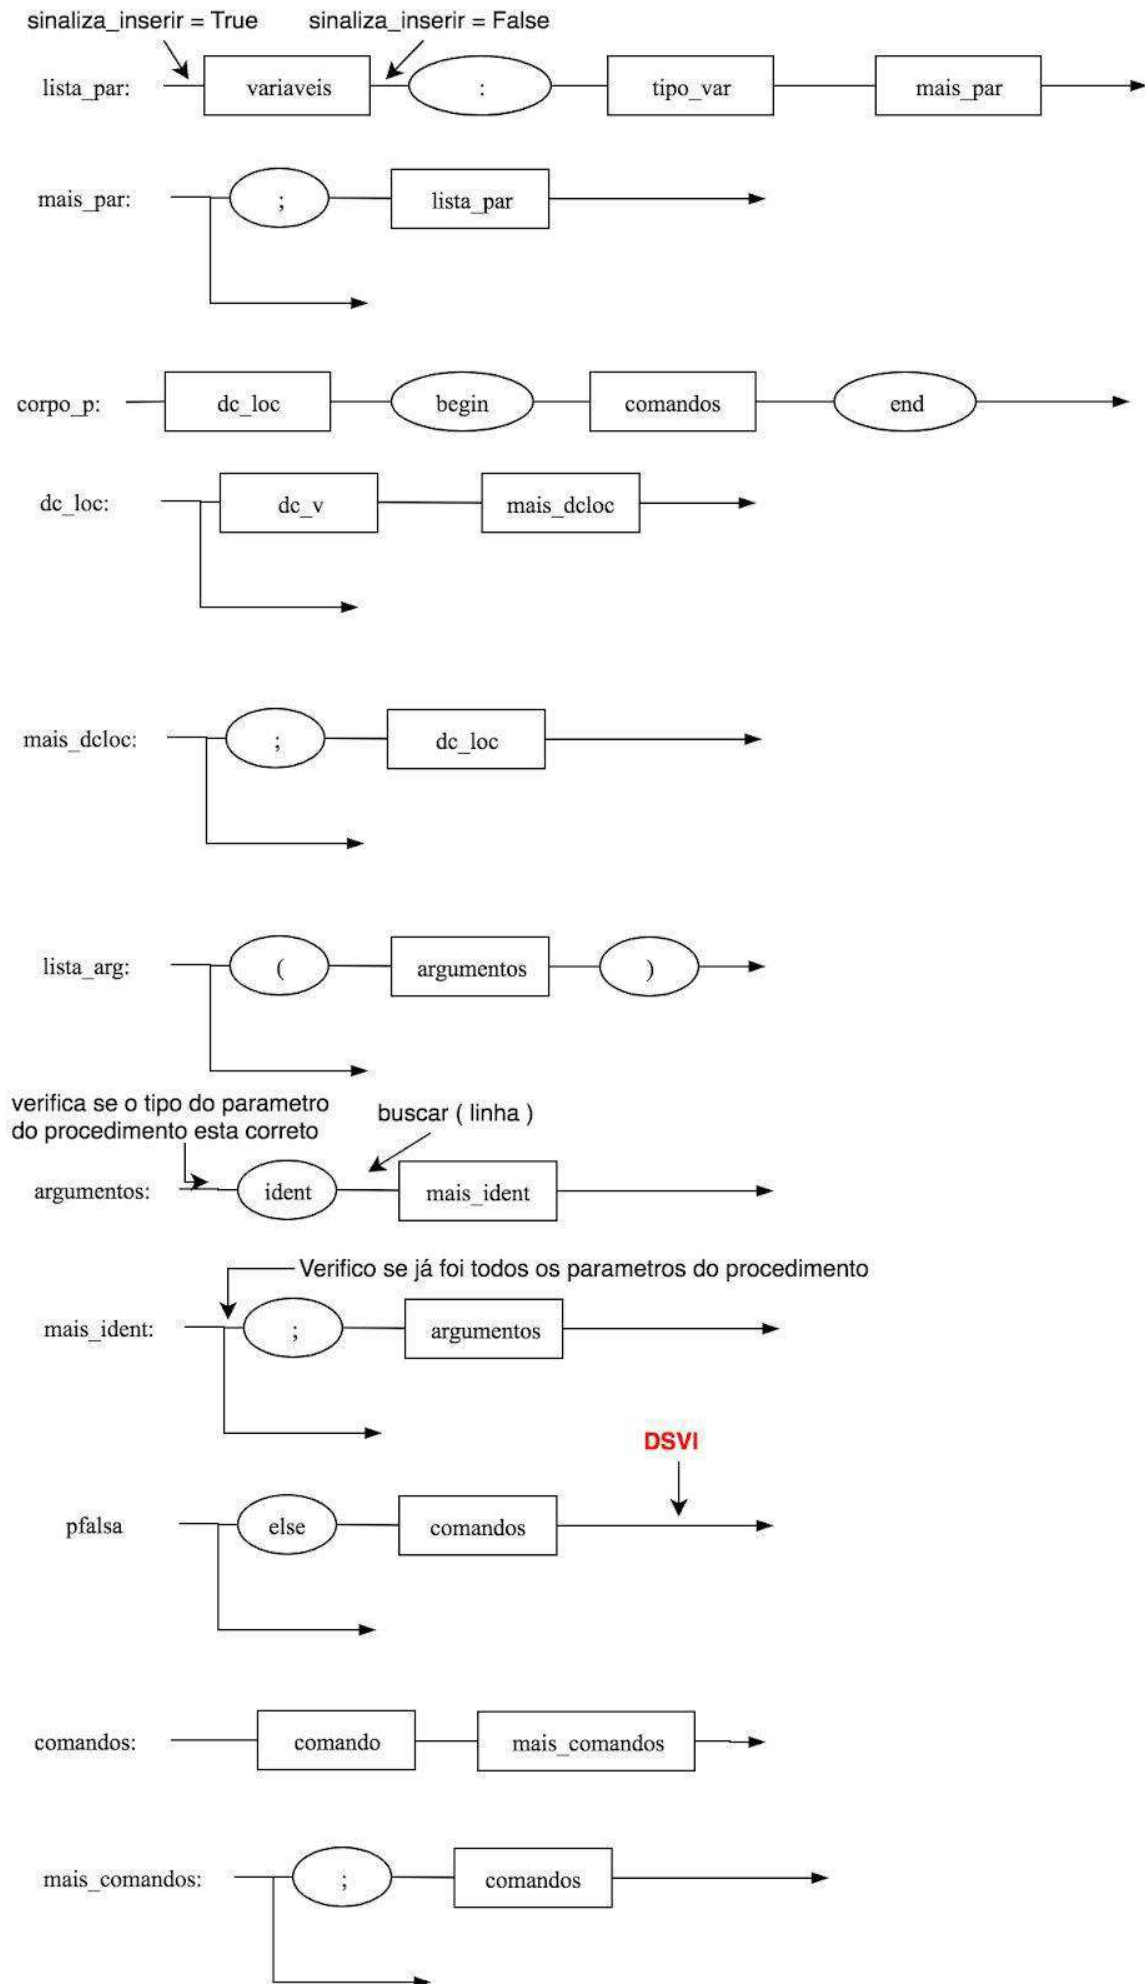 sinaliza_inserir = True sinaliza_inserir = False
lista_par: variaveis : tipo_var mais_par
mais_par: ; lista_par
corpo_p: dc_loc begin comandos end
dc_loc: dc_v mais_dcloc
mais_dcloc: ; dc_loc
lista_arg: ( argumentos )
verifica se o tipo do parametro
do procedimento esta correto
buscar ( linha )
argumentos: ident mais_ident
Verifico se já foi todos os parametros do procedimento
mais_ident: ; argumentos
DSVI
pfalsa else comandos
comandos: comando mais_comandos
mais_comandos: ; comandos